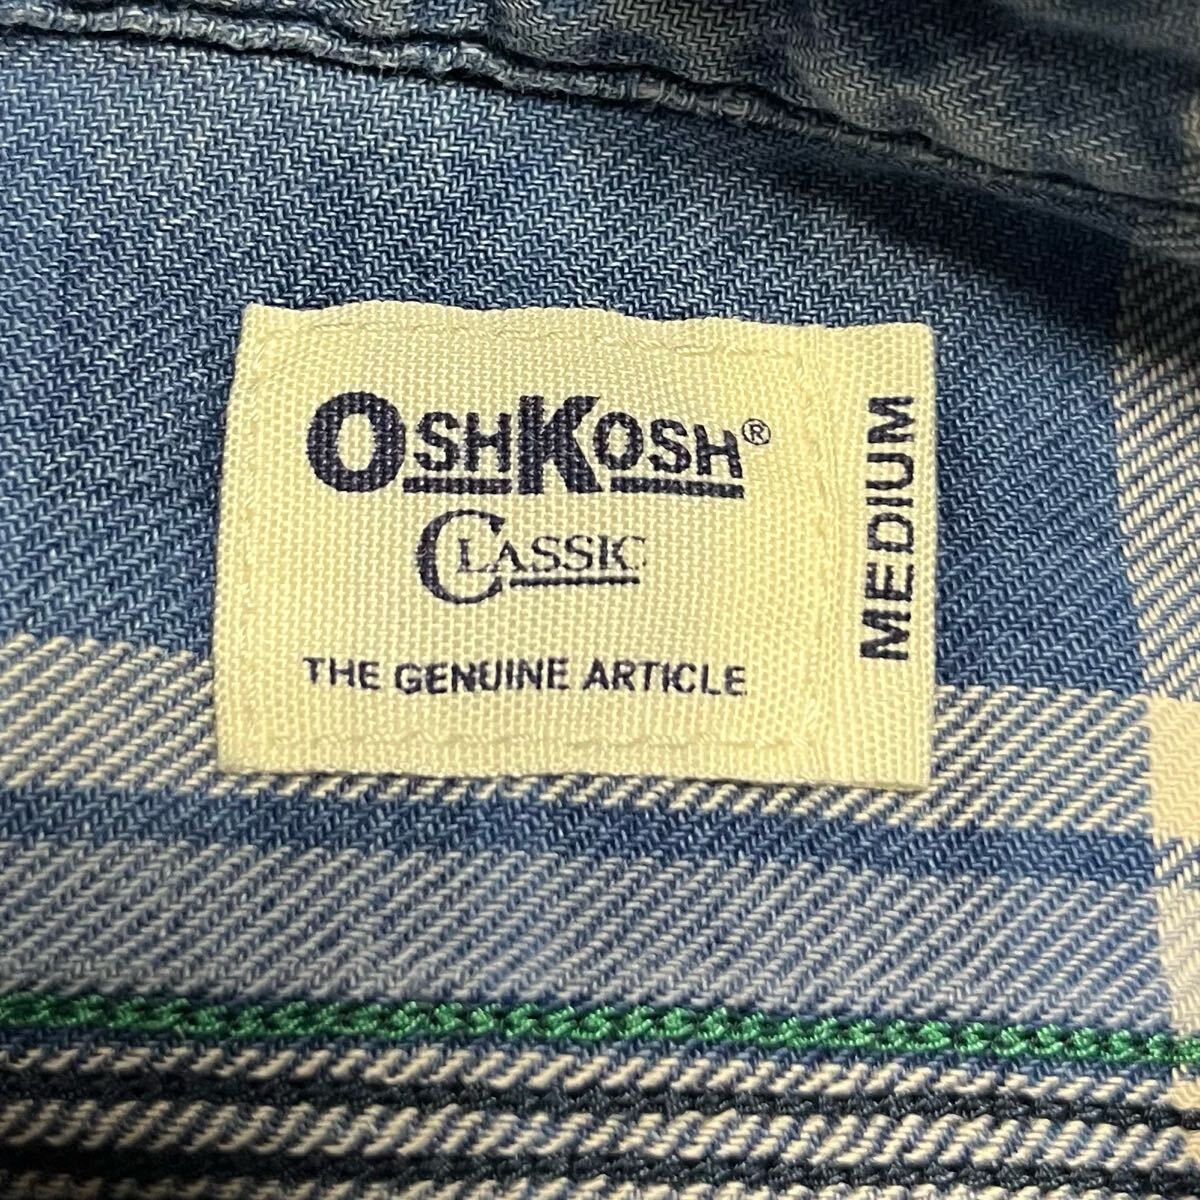 OSHKOSH®
CLASSIC
THE GENUINE ARTICLE
MEDIUM